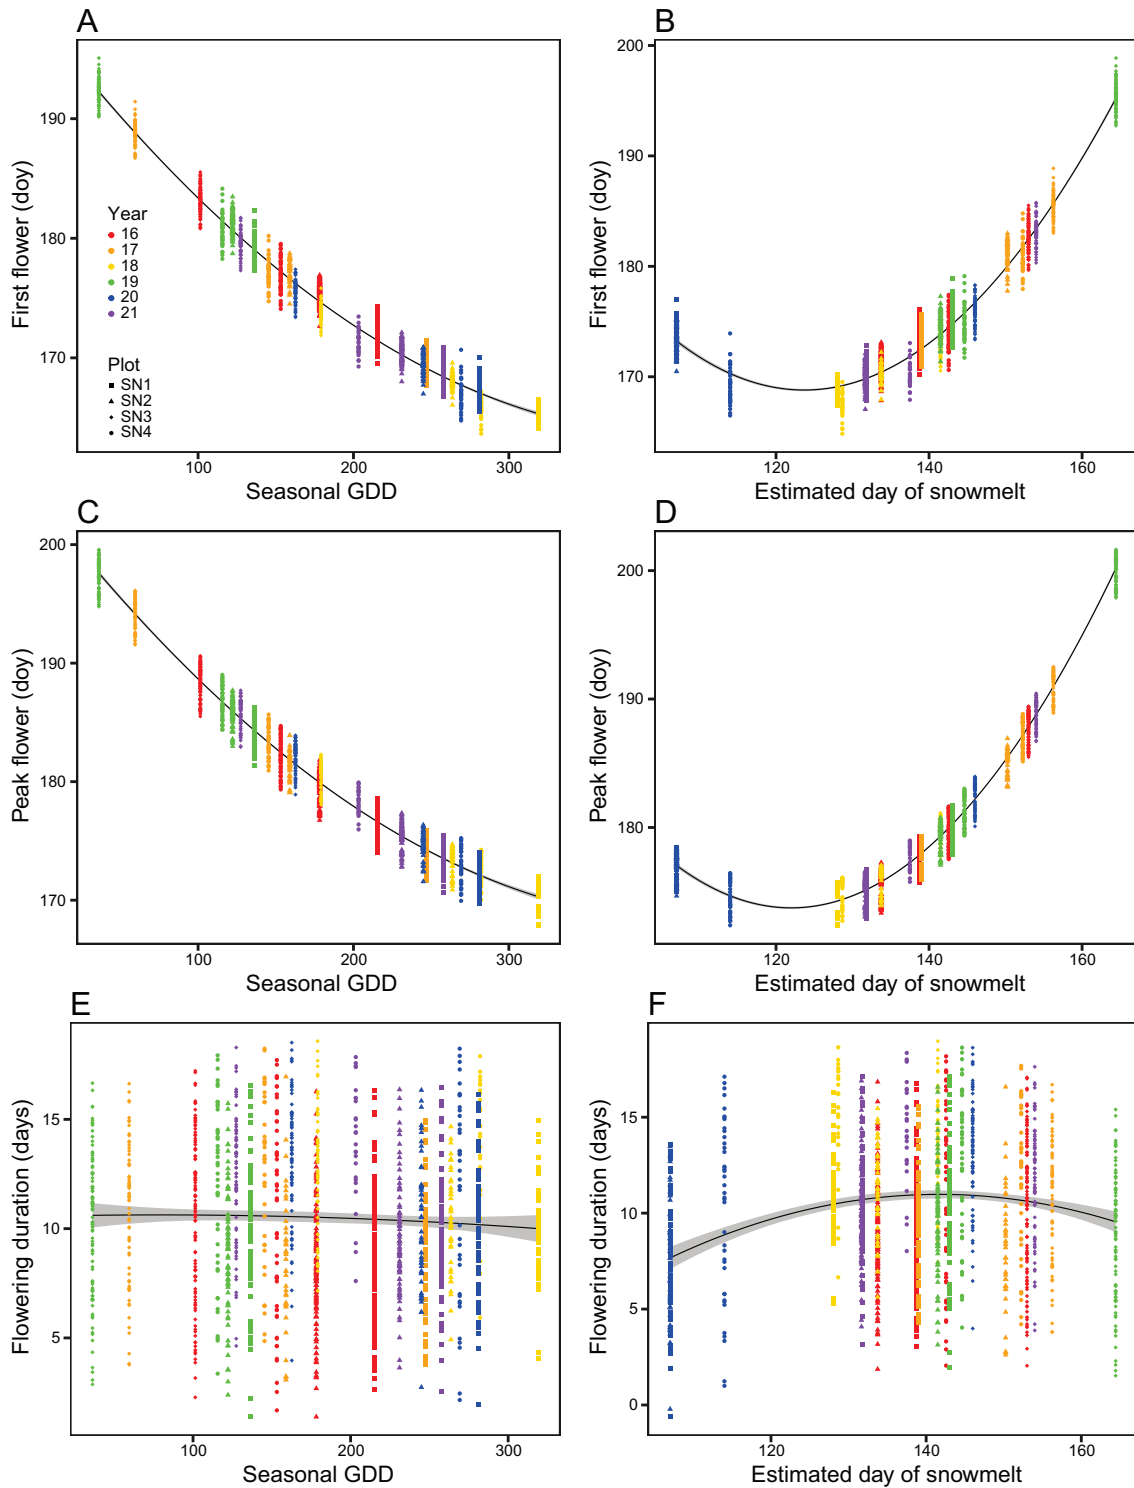 A
First flower (doy)
190
180
170
Year
16
17
18
19
20
21
Plot
SN1
SN2
SN3
SN4
100
200
300
Seasonal GDD
B
First flower (doy)
200
190
180
170
120
140
160
Estimated day of snowmelt
C
Peak flower (doy)
200
190
180
170
100
200
300
Seasonal GDD
D
Peak flower (doy)
200
190
180
120
140
160
Estimated day of snowmelt
E
Flowering duration (days)
15
10
5
100
200
300
Seasonal GDD
F
Flowering duration (days)
15
10
5
0
120
140
160
Estimated day of snowmelt